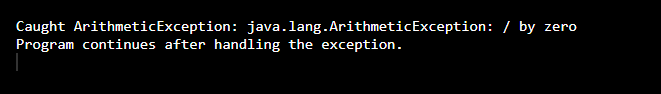 Caught ArithmeticException: java.lang.ArithmeticException: / by zero
Program continues after handling the exception.